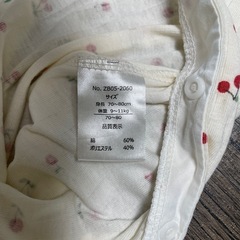 No. ZB05-2060
サイズ
身長 70～80cm
体重 9～11kg
70～80
品質表示
綿 60%
ポリエステル 40%